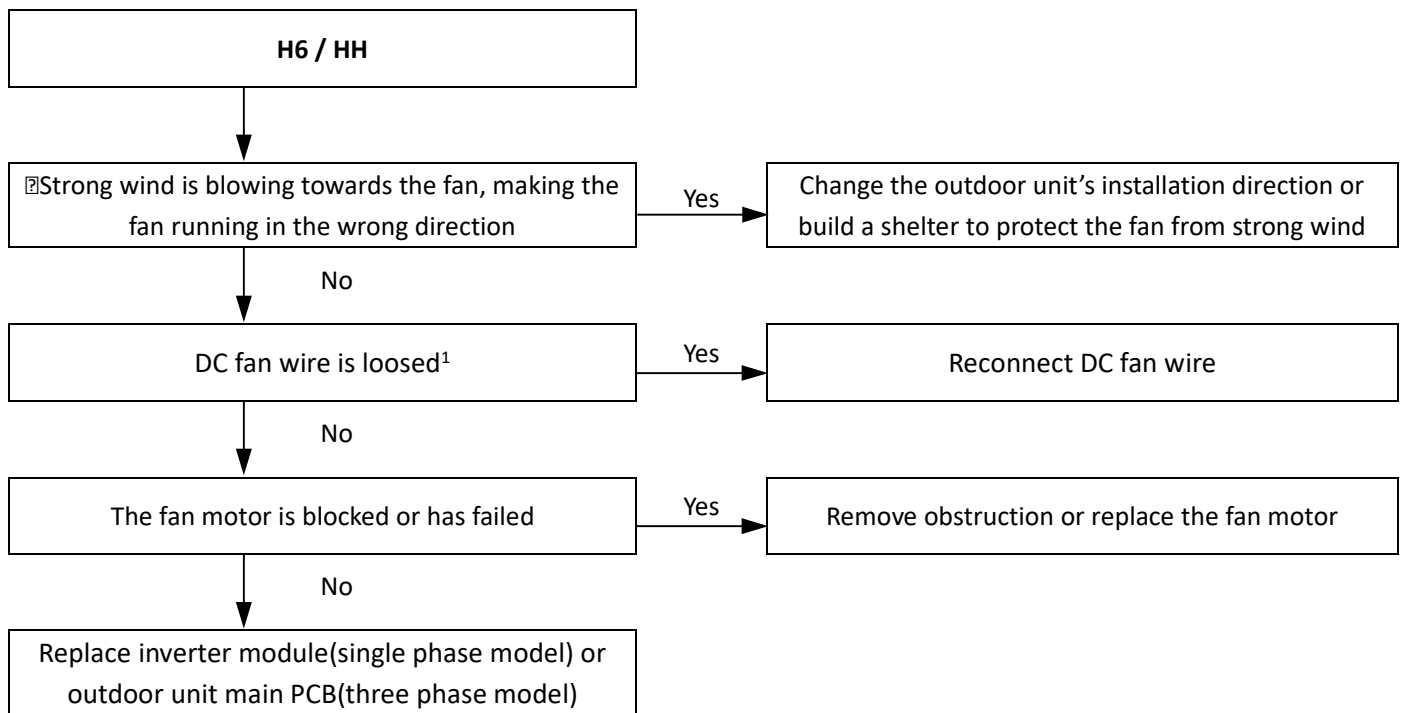 H6 / HH
Strong wind is blowing towards the fan, making the
fan running in the wrong direction
Yes
Change the outdoor unit’s installation direction or
build a shelter to protect the fan from strong wind
No
DC fan wire is loosed¹
Yes
Reconnect DC fan wire
No
The fan motor is blocked or has failed
Yes
Remove obstruction or replace the fan motor
No
Replace inverter module(single phase model) or
outdoor unit main PCB(three phase model)